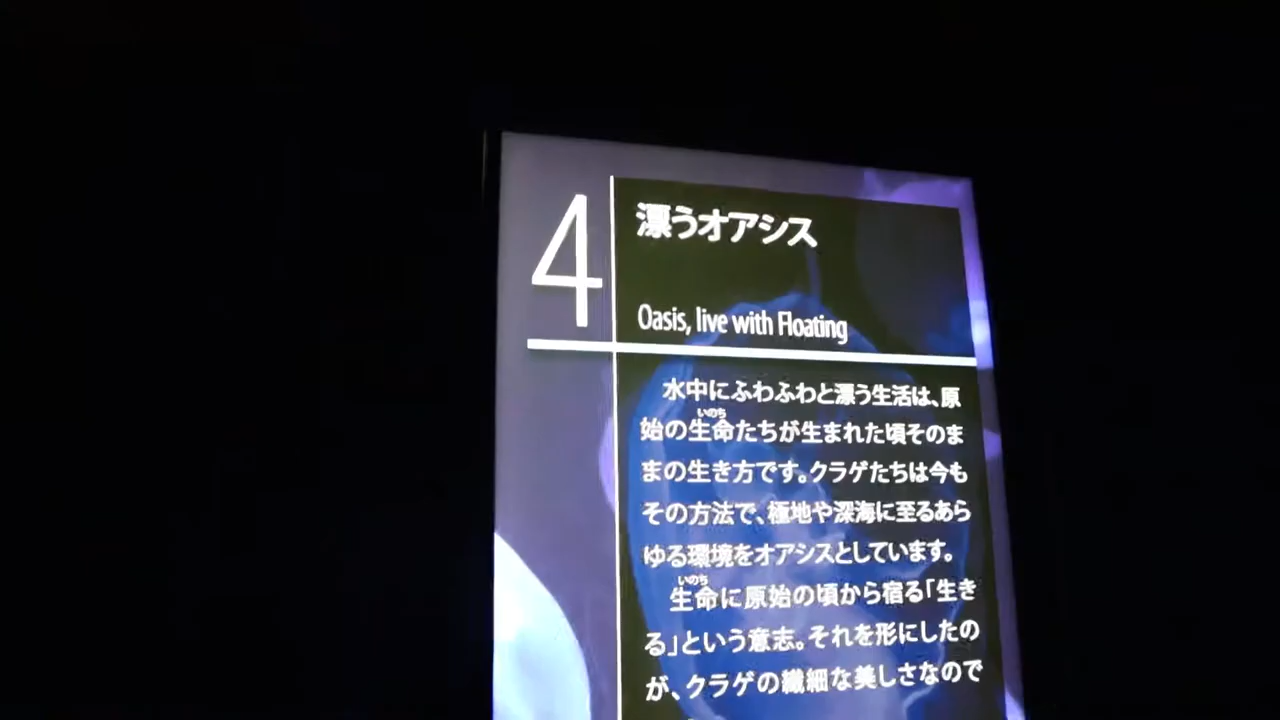 4
漂うオアシス
Oasis, live with Floating
水中にふわふわと漂う生活は、原
いのち
始の生命たちが生まれた頃そのま
まの生き方です。クラゲたちは今も
その方法で、極地や深海に至るあら
ゆる環境をオアシスとしています。
いのち
生命に原始の頃から宿る「生き
る」という意志。それを形にしたの
が、クラゲの繊細な美しさなので